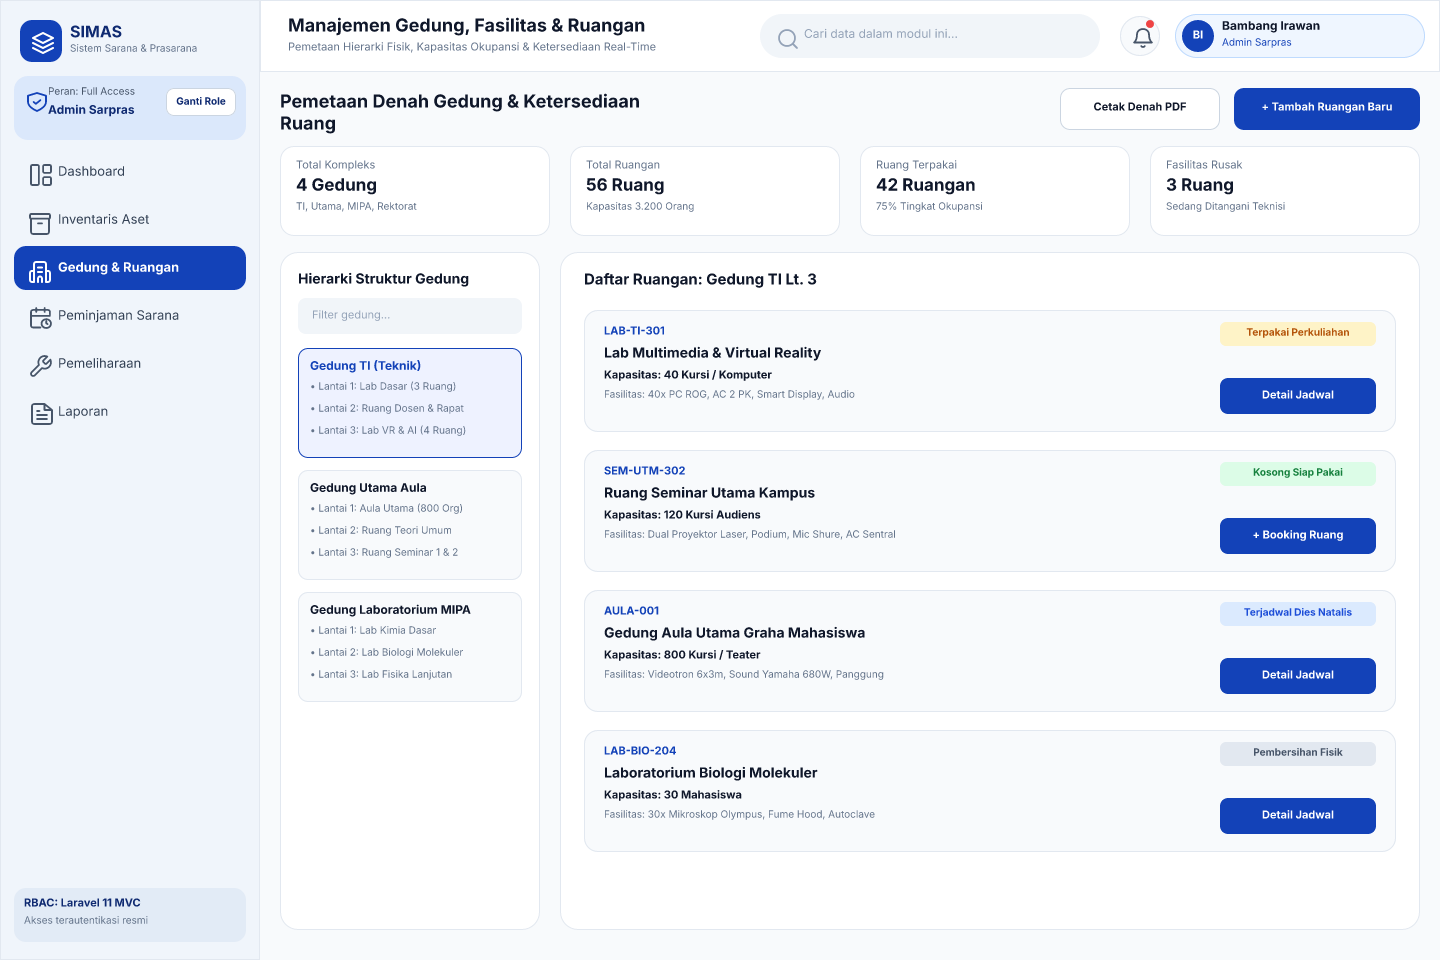 SIMAS
Sistem Sarana & Prasarana
Peran: Full Access
Admin Sarpras
Ganti Role
Dashboard
Inventaris Aset
Gedung & Ruangan
Peminjaman Sarana
Pemeliharaan
Laporan
RBAC: Laravel 11 MVC
Akses terautentikasi resmi
Manajemen Gedung, Fasilitas & Ruangan
Pemetaan Hierarki Fisik, Kapasitas Okupansi & Ketersediaan Real-Time
Cari data dalam modul ini...
BI
Bambang Irawan
Admin Sarpras
Pemetaan Denah Gedung & Ketersediaan
Ruang
Cetak Denah PDF
+ Tambah Ruangan Baru
Total Kompleks
4 Gedung
TI, Utama, MIPA, Rektorat
Total Ruangan
56 Ruang
Kapasitas 3.200 Orang
Ruang Terpakai
42 Ruangan
75% Tingkat Okupansi
Fasilitas Rusak
3 Ruang
Sedang Ditangani Teknisi
Hierarki Struktur Gedung
Filter gedung...
Gedung TI (Teknik)
• Lantai 1: Lab Dasar (3 Ruang)
• Lantai 2: Ruang Dosen & Rapat
• Lantai 3: Lab VR & AI (4 Ruang)
Gedung Utama Aula
• Lantai 1: Aula Utama (800 Org)
• Lantai 2: Ruang Teori Umum
• Lantai 3: Ruang Seminar 1 & 2
Gedung Laboratorium MIPA
• Lantai 1: Lab Kimia Dasar
• Lantai 2: Lab Biologi Molekuler
• Lantai 3: Lab Fisika Lanjutan
Daftar Ruangan: Gedung TI Lt. 3
LAB-TI-301
Lab Multimedia & Virtual Reality
Kapasitas: 40 Kursi / Komputer
Fasilitas: 40x PC ROG, AC 2 PK, Smart Display, Audio
Terpakai Perkuliahan
Detail Jadwal
SEM-UTM-302
Ruang Seminar Utama Kampus
Kapasitas: 120 Kursi Audiens
Fasilitas: Dual Proyektor Laser, Podium, Mic Shure, AC Sentral
Kosong Siap Pakai
+ Booking Ruang
AULA-001
Gedung Aula Utama Graha Mahasiswa
Kapasitas: 800 Kursi / Teater
Fasilitas: Videotron 6x3m, Sound Yamaha 680W, Panggung
Terjadwal Dies Natalis
Detail Jadwal
LAB-BIO-204
Laboratorium Biologi Molekuler
Kapasitas: 30 Mahasiswa
Fasilitas: 30x Mikroskop Olympus, Fume Hood, Autoclave
Pembersihan Fisik
Detail Jadwal